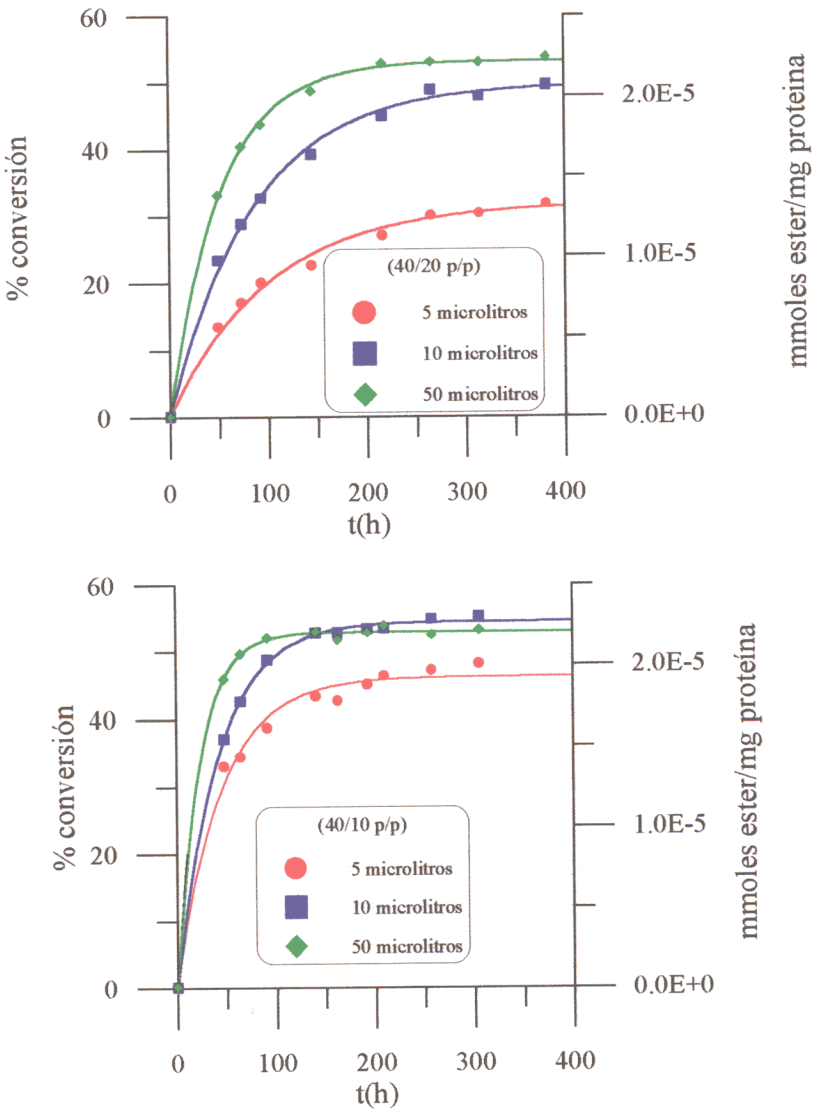 60
40
20
0
% conversión
2.0E-5
1.0E-5
0.0E+0
mmoles ester/mg proteina
(40/20 p/p)
5 microlitros
10 microlitros
50 microlitros
0 100 200 300 400
t(h)
60
40
20
0
% conversión
2.0E-5
1.0E-5
0.0E+0
mmoles ester/mg proteína
(40/10 p/p)
5 microlitros
10 microlitros
50 microlitros
0 100 200 300 400
t(h)